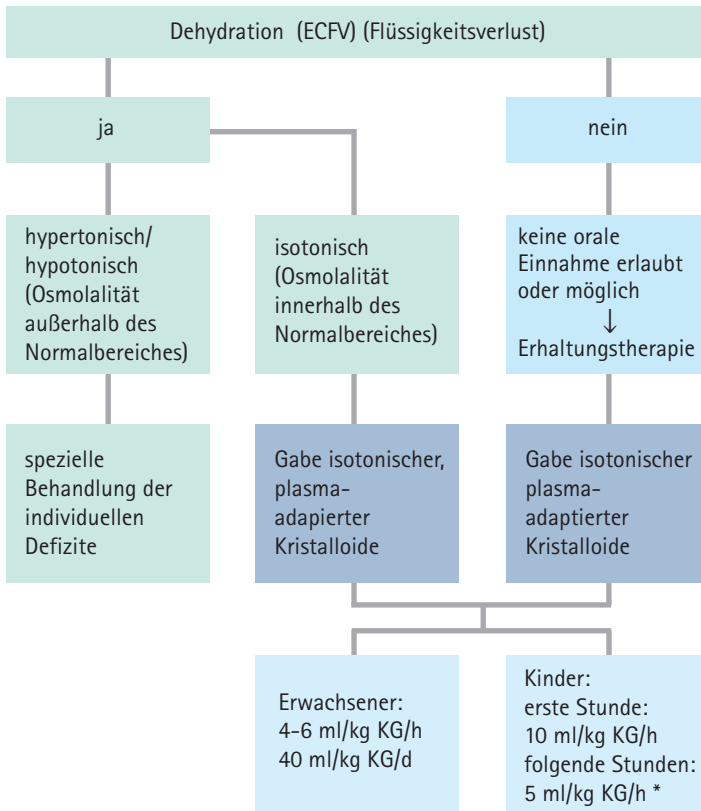 Dehydration (ECFV) (Flüssigkeitsverlust)
ja
nein
hypertonisch/
hypotonisch
(Osmolalität
außerhalb des
Normalbereiches)
isotonisch
(Osmolalität
innerhalb des
Normalbereiches)
keine orale
Einnahme erlaubt
oder möglich
↓
Erhaltungstherapie
spezielle
Behandlung der
individuellen
Defizite
Gabe isotonischer,
plasma-
adapierter
Kristalloide
Gabe isotonischer
plasma-
adaptierter
Kristalloide
Erwachsener:
4-6 ml/kg KG/h
40 ml/kg KG/d
Kinder:
erste Stunde:
10 ml/kg KG/h
folgende Stunden:
5 ml/kg KG/h *